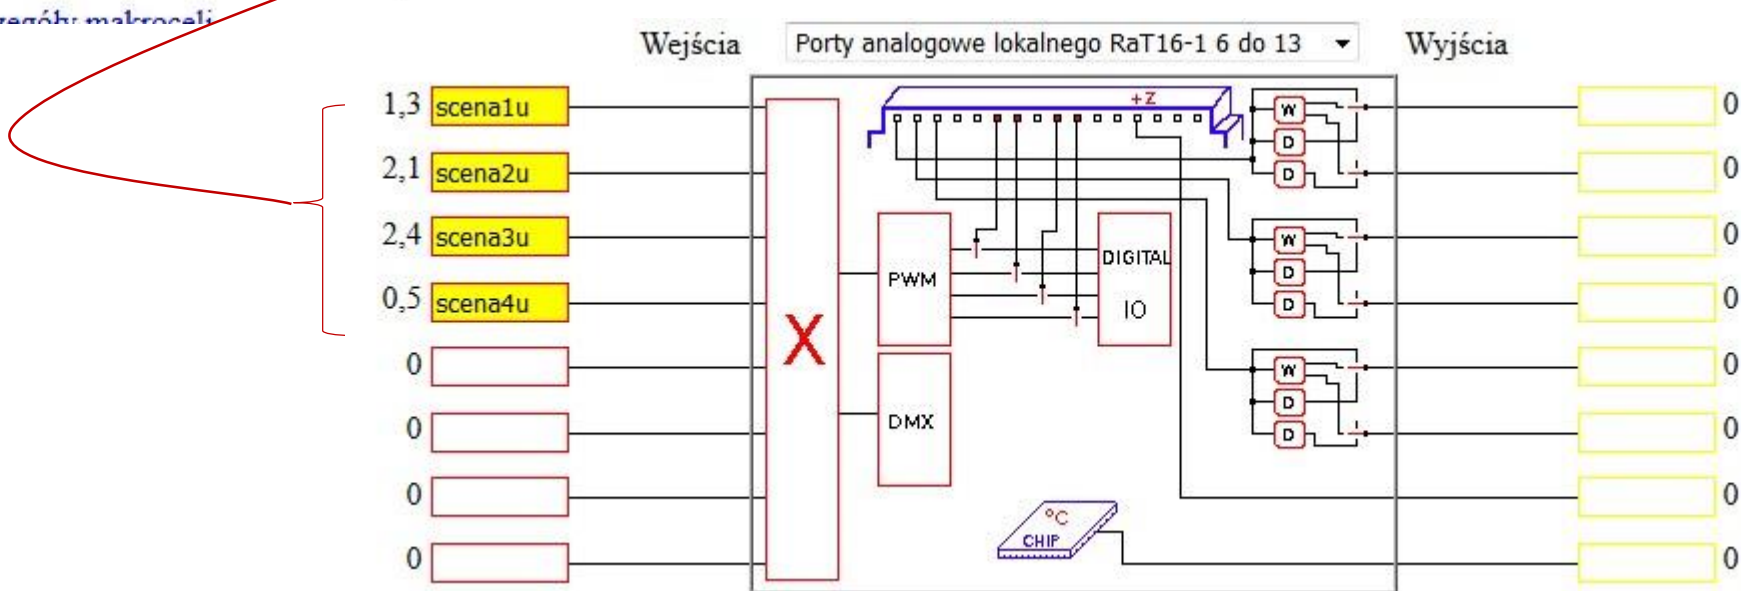 Wejścia Porty analogowe lokalnego RaT16-1 6 do 13 Wyjścia
1,3 scena1u +Z W 0
D
2,1 scena2u D 0
2,4 scena3u W 0
DIGITAL
PWM D
0,5 scena4u IO D 0
X
0 W 0
D
0 DMX D 0
0 °C 0
CHIP
0 0